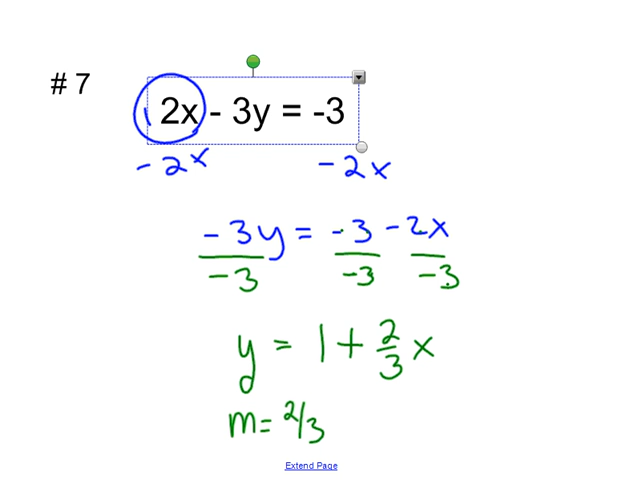 # 7
2x - 3y = -3
- 2x - 2x
- 3y = - 3 - 2x
-3 -3 -3
y = 1 + 2/3 x
m = 2/3
Extend Page